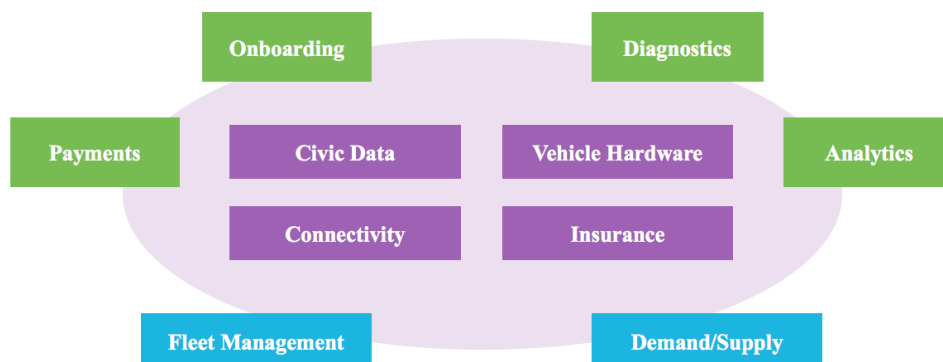 Onboarding
Diagnostics
Payments
Civic Data
Vehicle Hardware
Analytics
Connectivity
Insurance
Fleet Management
Demand/Supply